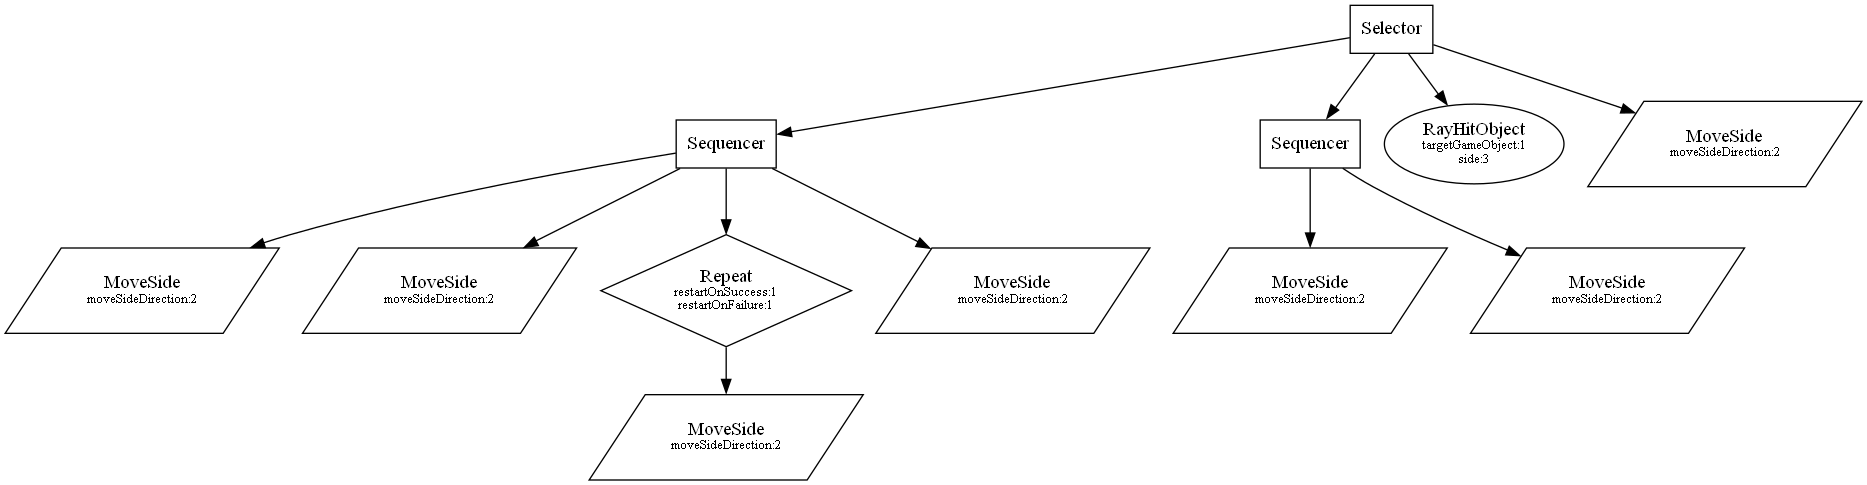 Selector
Sequencer
Sequencer
RayHitObject
targetGameObject:1
side:3
MoveSide
moveSideDirection:2
MoveSide
moveSideDirection:2
MoveSide
moveSideDirection:2
Repeat
restartOnSuccess:1
restartOnFailure:1
MoveSide
moveSideDirection:2
MoveSide
moveSideDirection:2
MoveSide
moveSideDirection:2
MoveSide
moveSideDirection:2